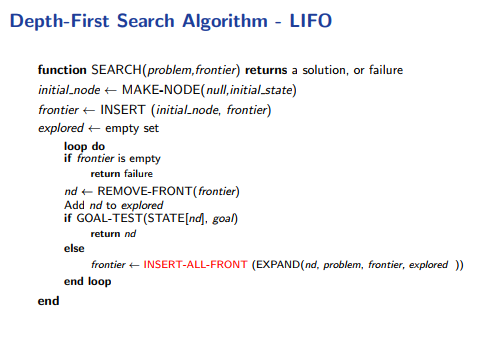 Depth-First Search Algorithm - LIFO
function SEARCH(problem,frontier) returns a solution, or failure
initial_node ← MAKE-NODE(null,initial_state)
frontier ← INSERT (initial_node, frontier)
explored ← empty set
loop do
if frontier is empty
return failure
nd ← REMOVE-FRONT(frontier)
Add nd to explored
if GOAL-TEST(STATE[nd], goal)
return nd
else
frontier ← INSERT-ALL-FRONT (EXPAND(nd, problem, frontier, explored ))
end loop
end